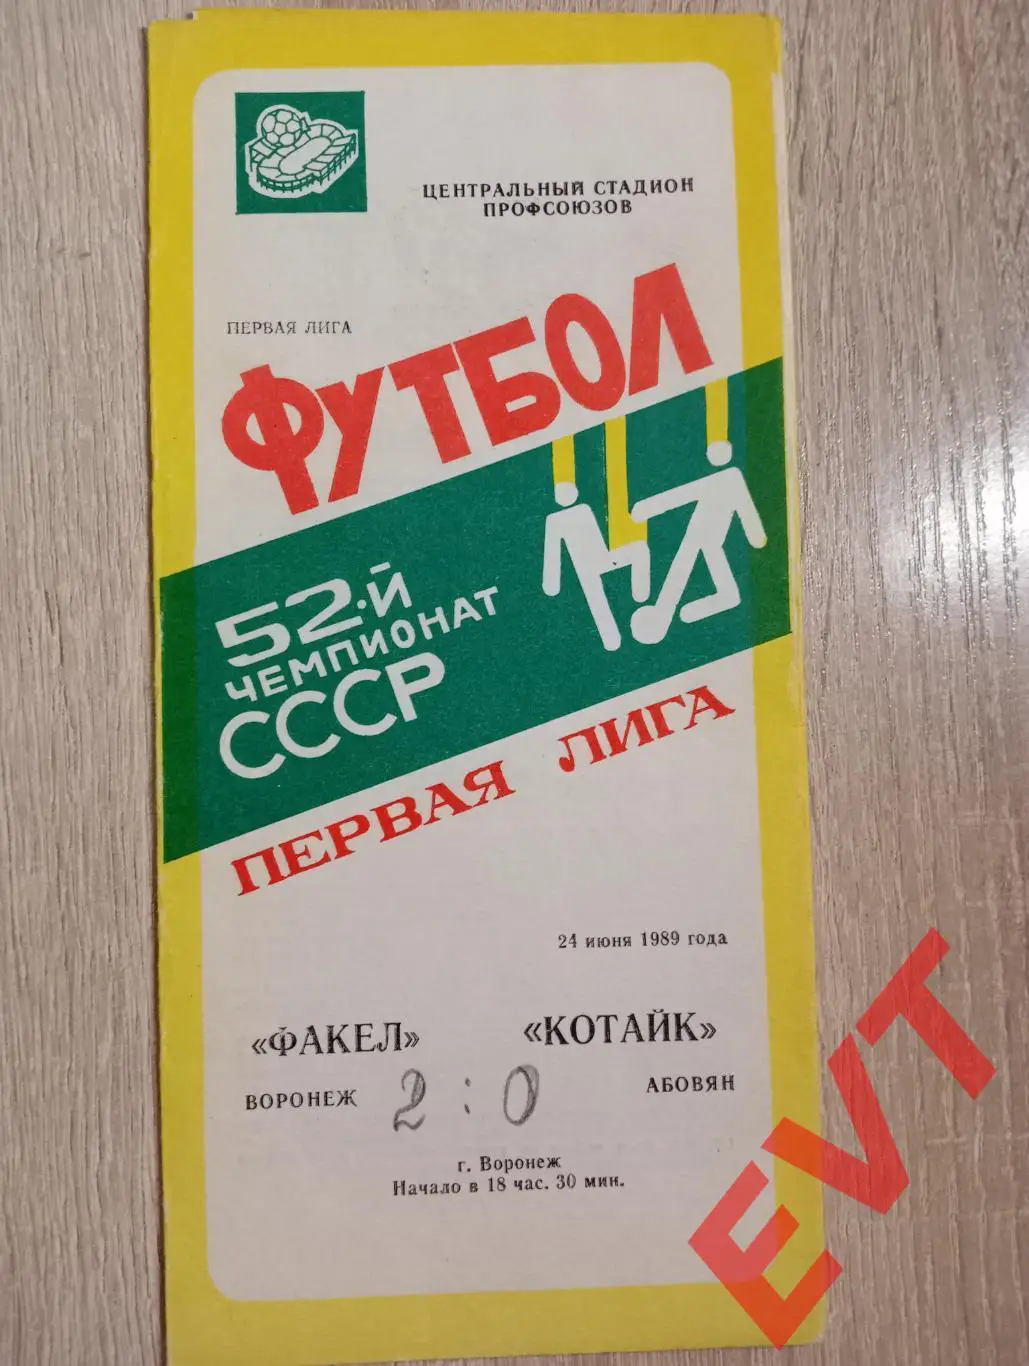 ЦЕНТРАЛЬНЫЙ СТАДИОН
ПРОФСОЮЗОВ
ПЕРВАЯ ЛИГА
ФУТБОЛ
52-й
ЧЕМПИОНАТ
СССР
ПЕРВАЯ ЛИГА
24 июня 1989 года
«ФАКЕЛ» «КОТАЙК»
ВОРОНЕЖ 2 : 0 АБОВЯН
г. Воронеж
Начало в 18 час. 30 мин.
EVT